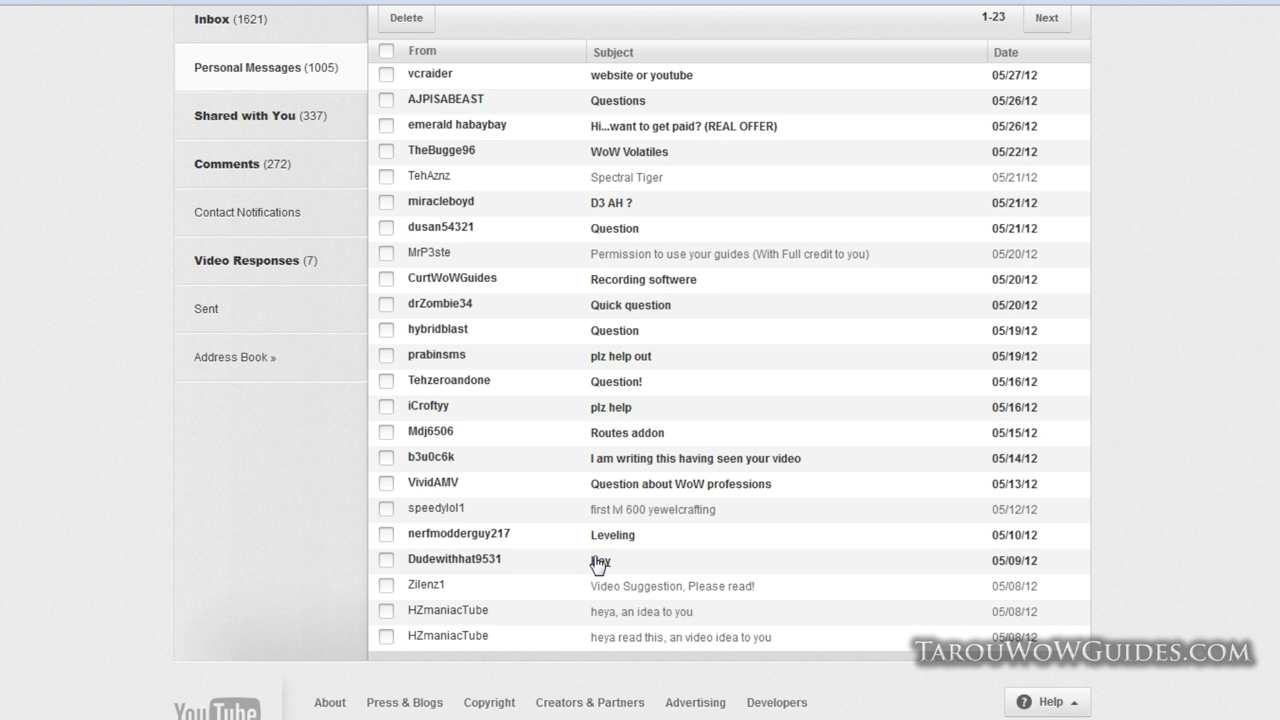 Inbox (1621)
Personal Messages (1005)
Shared with You (337)
Comments (272)
Contact Notifications
Video Responses (7)
Sent
Address Book »
Delete 1-23 Next
From Subject Date
vcraider website or youtube 05/27/12
AJPISABEAST Questions 05/26/12
emerald habaybay Hi...want to get paid? (REAL OFFER) 05/26/12
TheBugge96 WoW Volatiles 05/22/12
TehAznz Spectral Tiger 05/21/12
miracleboyd D3 AH ? 05/21/12
dusan54321 Question 05/21/12
MrP3ste Permission to use your guides (With Full credit to you) 05/20/12
CurtWoWGuides Recording softwere 05/20/12
drZombie34 Quick question 05/20/12
hybridblast Question 05/19/12
prabinsms plz help out 05/19/12
Tehzeroandone Question! 05/16/12
iCroftyy plz help 05/16/12
Mdj6506 Routes addon 05/15/12
b3u0c6k I am writing this having seen your video 05/14/12
VividAMV Question about WoW professions 05/13/12
speedylol1 first lvl 600 yewelcrafting 05/12/12
nerfmodderguy217 Leveling 05/10/12
Dudewithhat9531 05/09/12
Zilenz1 Video Suggestion, Please read! 05/08/12
HZmaniacTube heya, an idea to you 05/08/12
HZmaniacTube heya read this, an video idea to you 05/08/12
TarouWoWGuides.com
YouTube About Press & Blogs Copyright Creators & Partners Advertising Developers Help